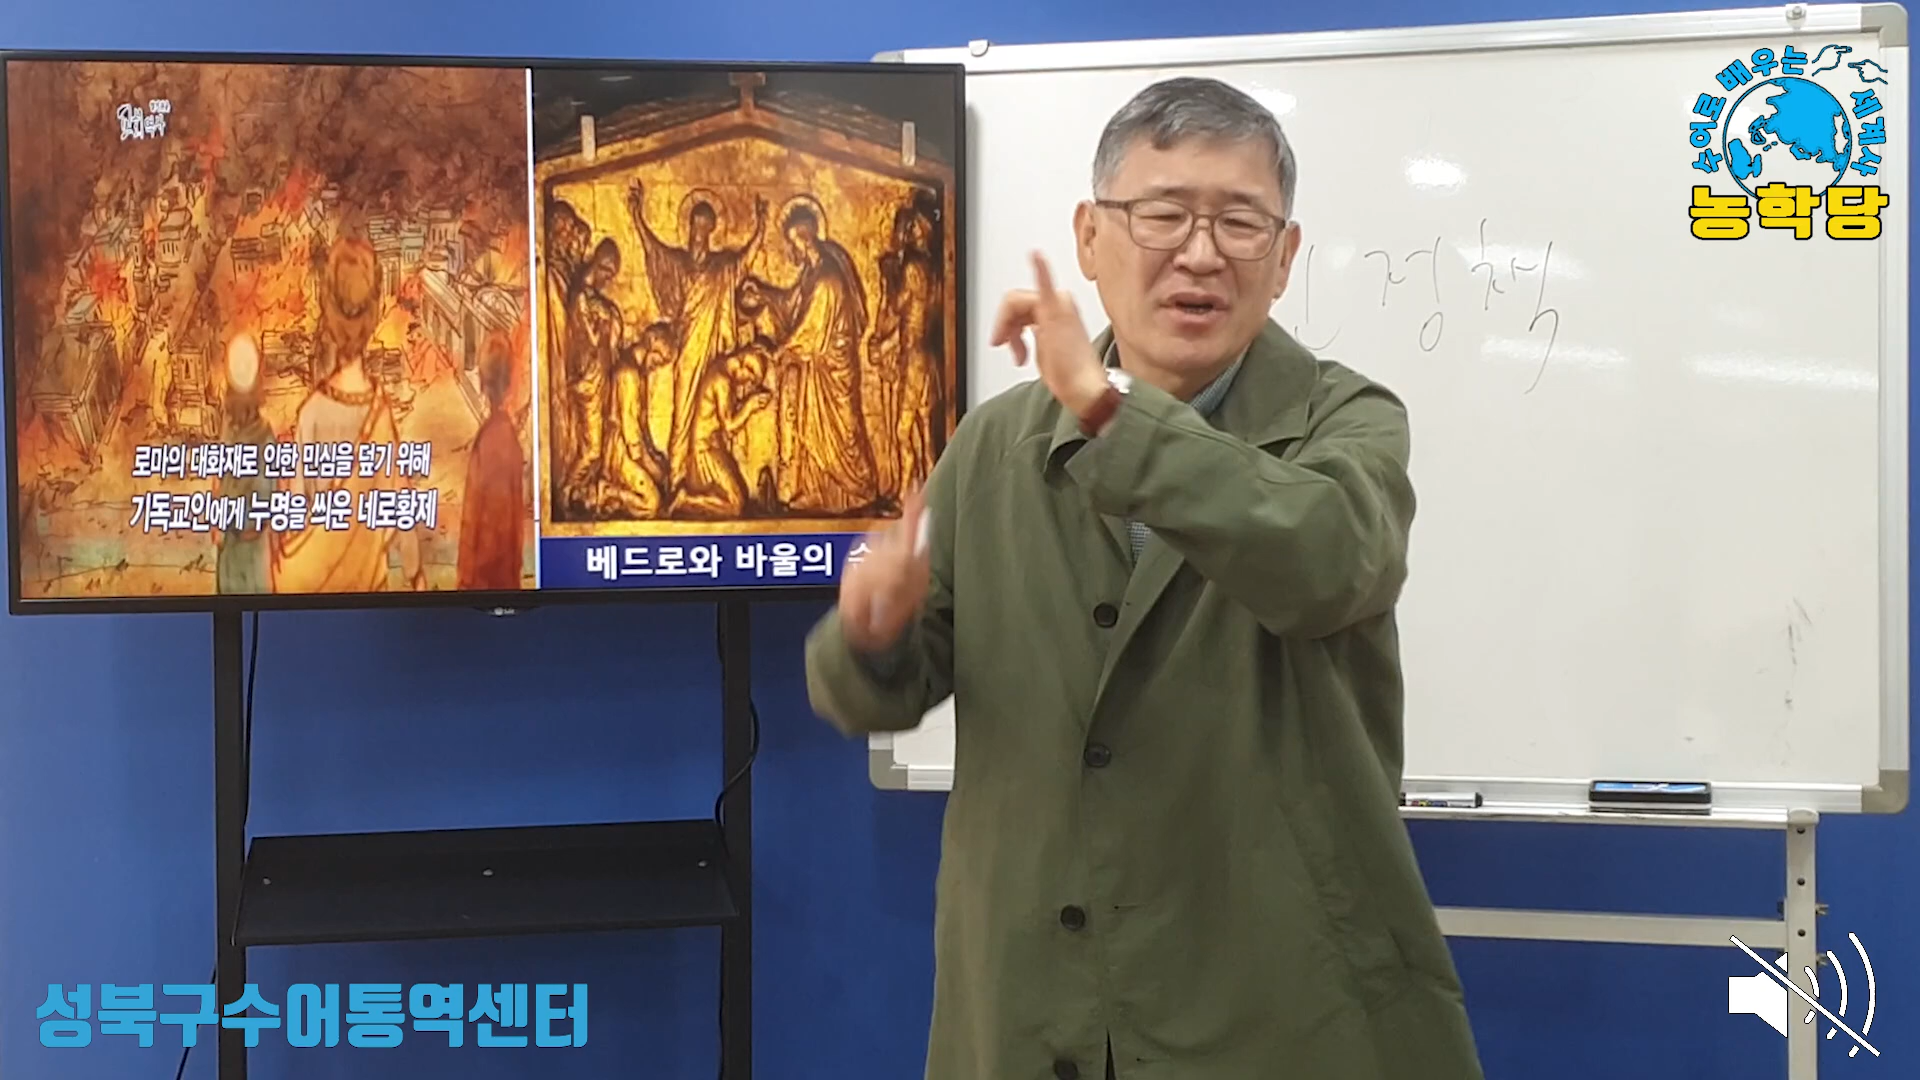 로마의 대화재로 인한 민심을 덮기 위해
기독교인에게 누명을 씌운 네로황제
베드로와 바울의
정책
수어로 배우는 세계사
농학당
성북구수어통역센터